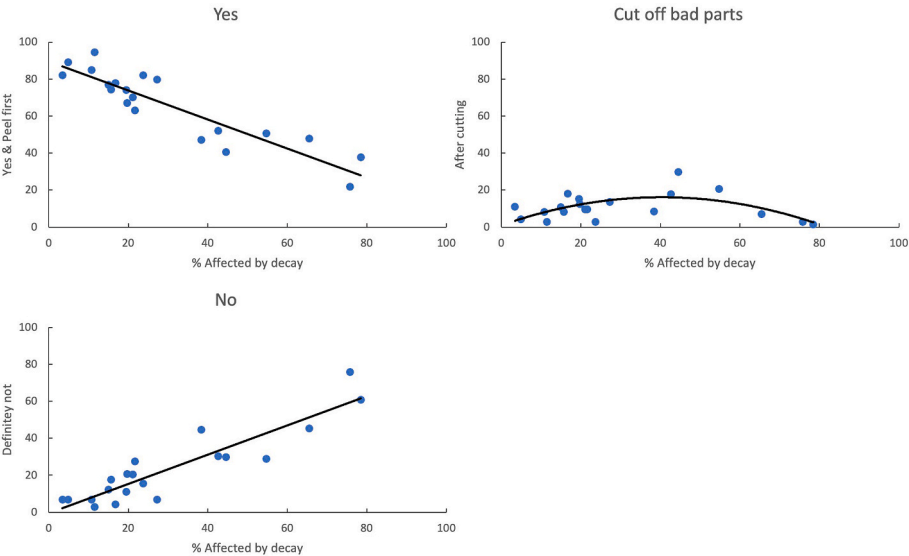 Yes
100
80
60
40
20
0
Yes & Peel first
0 20 40 60 80 100
% Affected by decay
Cut off bad parts
100
80
60
40
20
0
After cutting
0 20 40 60 80 100
% Affected by decay
No
100
80
60
40
20
0
Definitey not
0 20 40 60 80 100
% Affected by decay